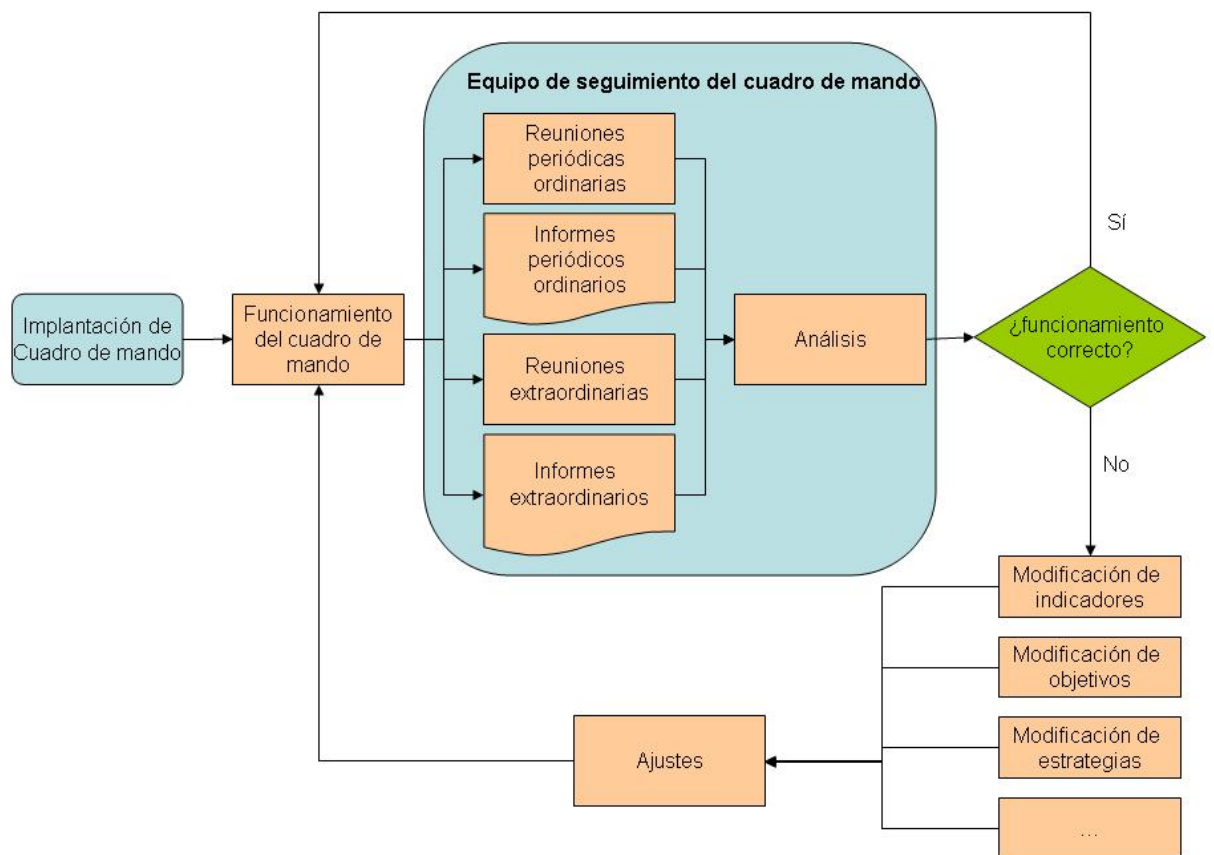 Equipo de seguimiento del cuadro de mando
Reuniones
periódicas
ordinarias
Informes
periódicos
ordinarios
Sí
Implantación de
Cuadro de mando
Funcionamiento
del cuadro de
mando
Análisis
¿funcionamiento
correcto?
Reuniones
extraordinarias
Informes
extraordinarios
No
Modificación de
indicadores
Modificación de
objetivos
Modificación de
estrategias
...
Ajustes